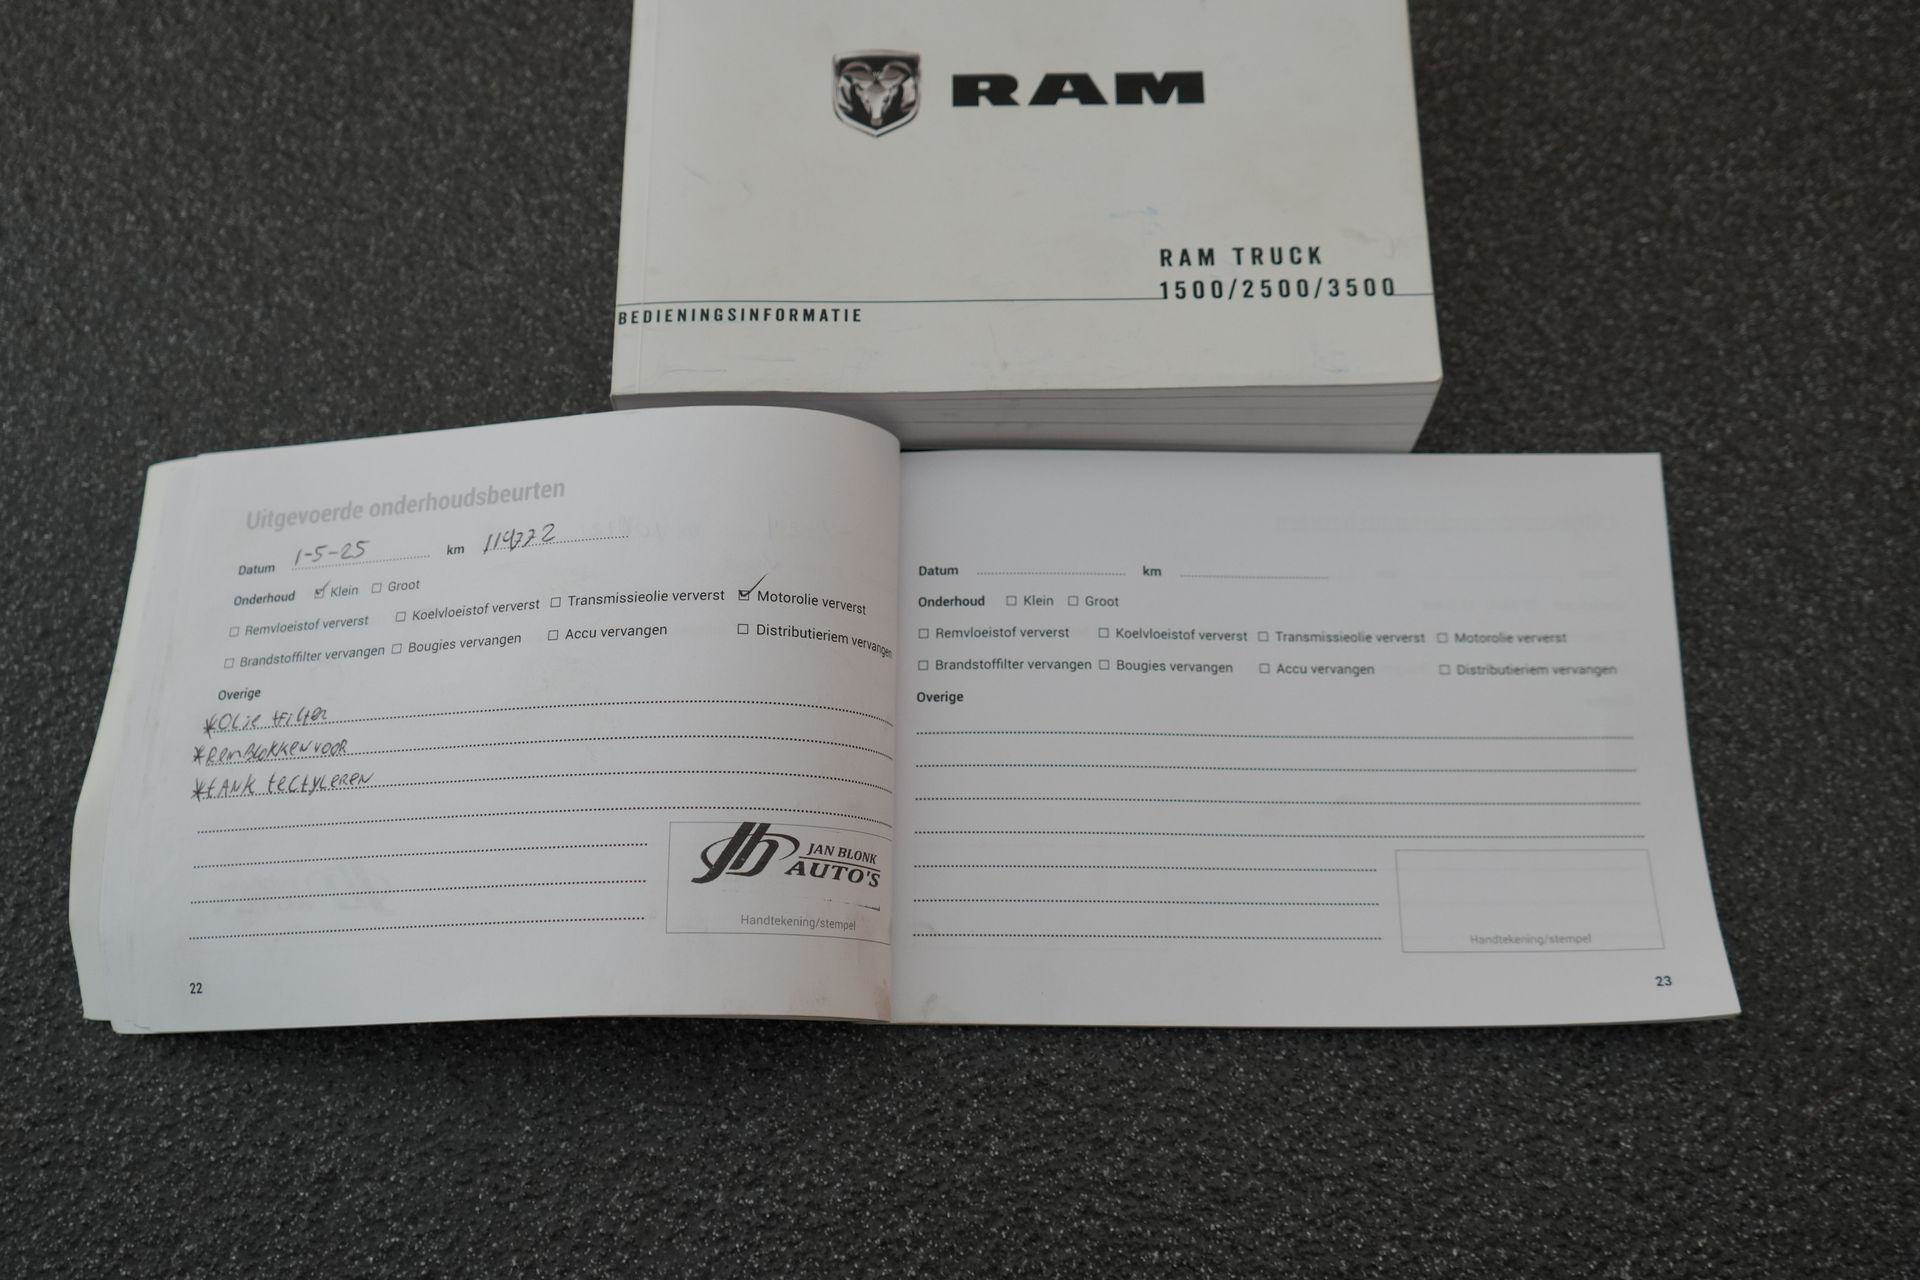 RAM
RAM TRUCK
1500/2500/3500
BEDIENINGSINFORMATIE
Uitgevoerde onderhoudsbeurten
Datum 1-5-25 km 114772
Onderhoud Klein Groot
Remvloeistof ververst Koelvloeistof ververst Transmissieolie ververst Motorolie ververst
Brandstoffilter vervangen Bougies vervangen Accu vervangen Distributieriem vervangen
Overige
*Olie filter
*Remblokken voor
*tANK tectyleren
JAN BLONK
AUTO'S
Handtekening/stempel
22
Datum km
Onderhoud Klein Groot
Remvloeistof ververst Koelvloeistof ververst Transmissieolie ververst Motorolie ververst
Brandstoffilter vervangen Bougies vervangen Accu vervangen Distributieriem vervangen
Overige
Handtekening/stempel
23